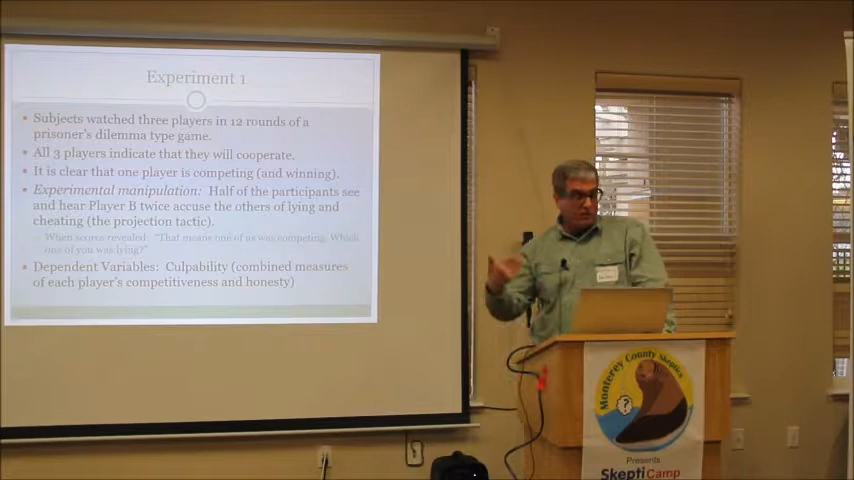 Experiment 1
Subjects watched three players in 12 rounds of a
prisoner's dilemma type game.
All 3 players indicate that they will cooperate.
It is clear that one player is competing (and winning).
Experimental manipulation: Half of the participants see
and hear Player B twice accuse the others of lying and
cheating (the projection tactic).
When scores revealed: "That means one of us was competing. Which
one of you was lying?"
Dependent Variables: Culpability (combined measures
of each player's competitiveness and honesty)
Monterey County Skeptics
?
Presents
SkeptiCamp